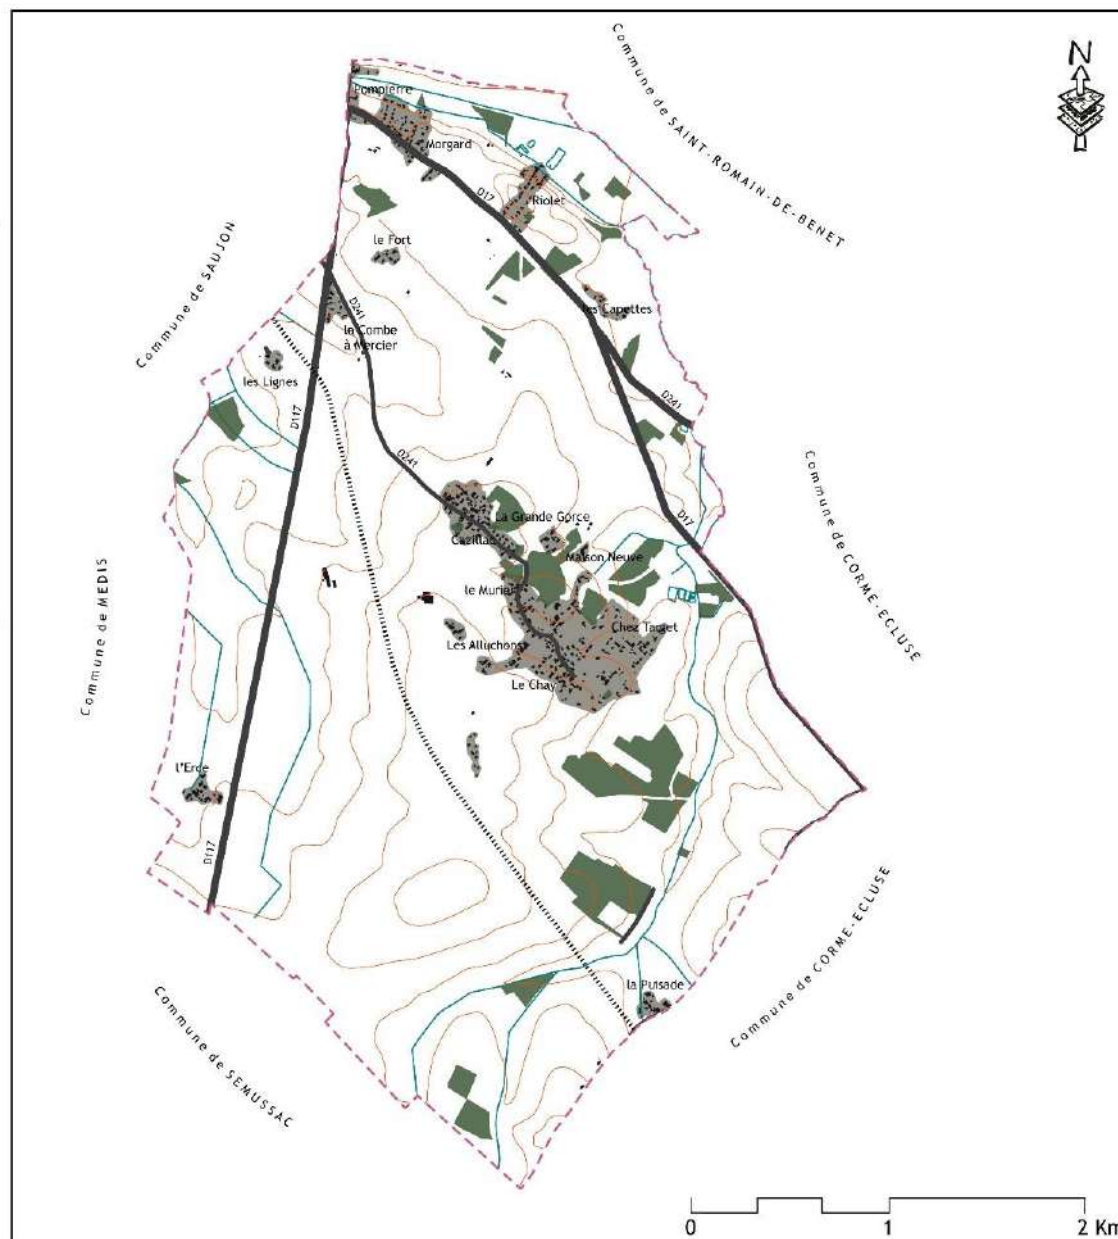 N
Commune de SAINT-ROMAIN-DE-BENET
Pompierre
Morgard
D17
Riolet
le Fort
Commune de SAUJON
D241
les Capettes
la Combe
à Mercier
les Lignes
D117
D241
D241
Commune de CORME-ECLUSE
La Grande Gorce
D17
Cazillac
Maison Neuve
Commune de MEDIS
le Murier
Chez Taquet
Les Alluchons
Le Chay
l'Erce
D117
Commune de CORME-ECLUSE
la Puisade
Commune de SEMUSSAC
0 1 2 Km